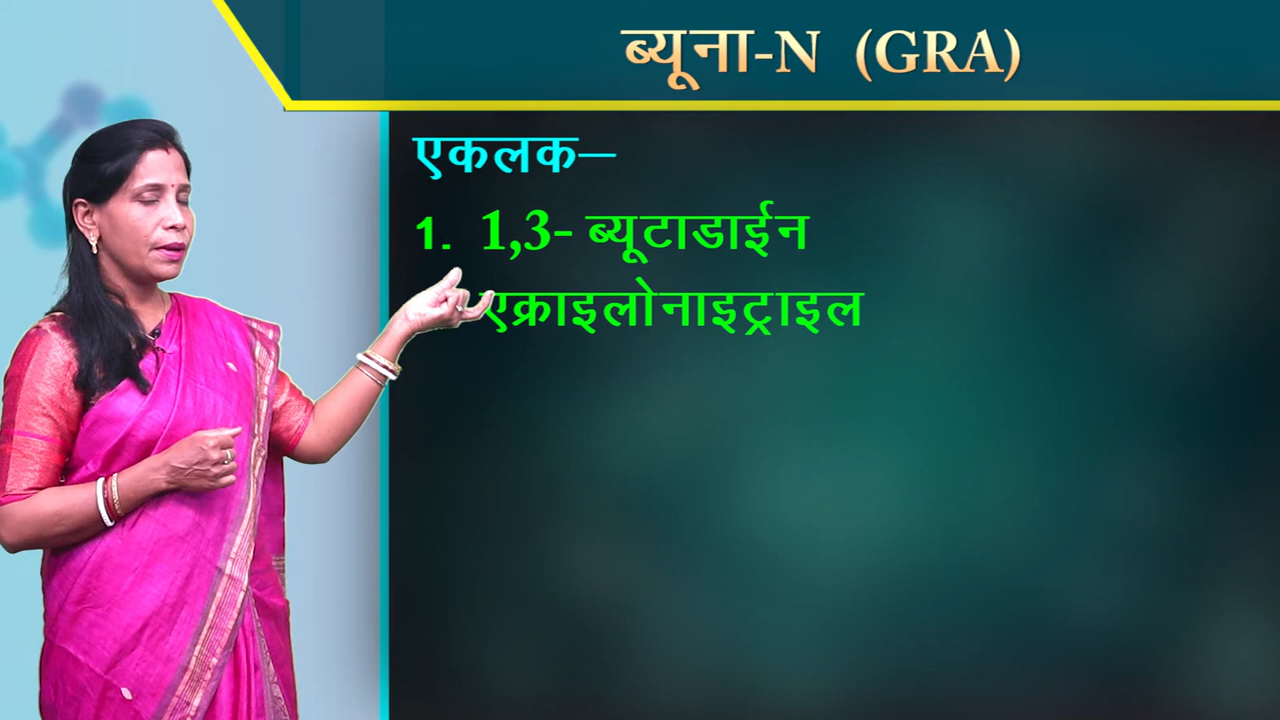 ब्यूना-N (GRA)
एकलक–
1. 1,3- ब्यूटाडाईन
एक्राइलोनाइट्राइल